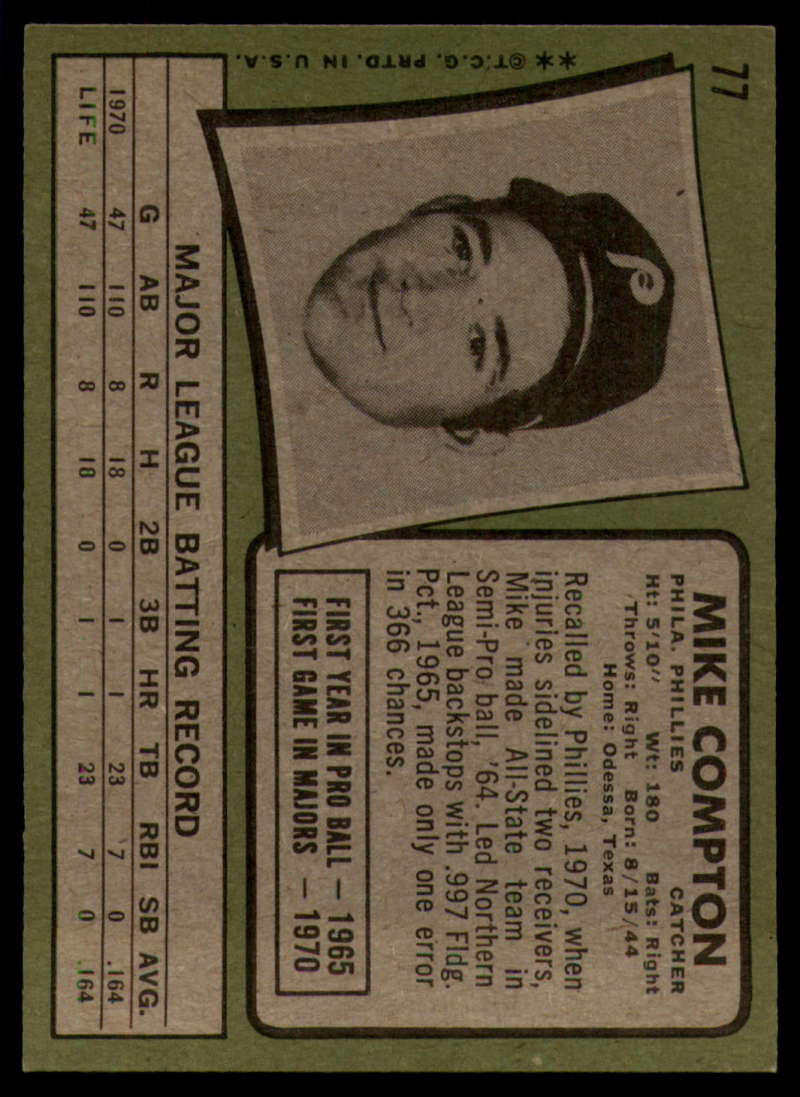 77
**©T.C.G. PRTD. IN U.S.A.
P
MIKE COMPTON
PHILA. PHILLIES CATCHER
Ht: 5'10" Wt: 180 Bats: Right
Throws: Right Born: 8/15/44
Home: Odessa, Texas
Recalled by Phillies, 1970, when
injuries sidelined two receivers,
Mike made All-State team in
Semi-Pro ball, '64. Led Northern
League backstops with .997 Fldg.
Pct., 1965, made only one error
in 366 chances.
FIRST YEAR IN PRO BALL — 1965
FIRST GAME IN MAJORS — 1970
MAJOR LEAGUE BATTING RECORD
G AB R H 2B 3B HR TB RBI SB AVG.
1970 47 110 8 18 0 1 1 23 7 0 .164
LIFE 47 110 8 18 0 1 1 23 7 0 .164